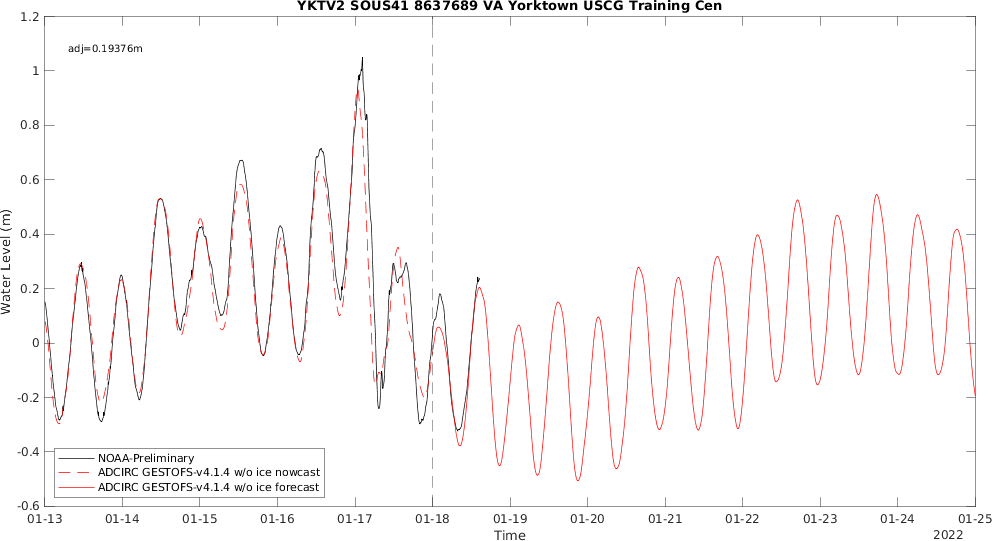 YKTV2 SOUS41 8637689 VA Yorktown USCG Training Cen
1.2
1
0.8
0.6
0.4
0.2
0
-0.2
-0.4
-0.6
Water Level (m)
adj=0.19376m
NOAA-Preliminary
ADCIRC GESTOFS-v4.1.4 w/o ice nowcast
ADCIRC GESTOFS-v4.1.4 w/o ice forecast
01-13 01-14 01-15 01-16 01-17 01-18 01-19 01-20 01-21 01-22 01-23 01-24 01-25
Time
2022